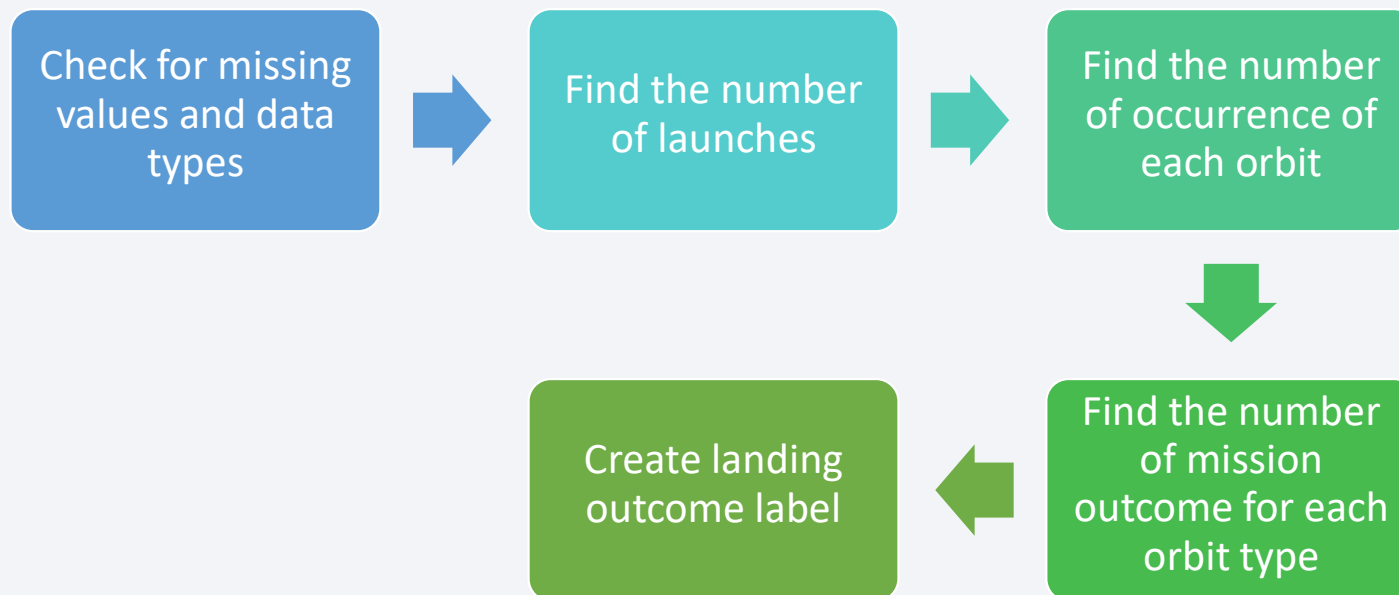 Check for missing
values and data
types
Find the number
of launches
Find the number
of occurrence of
each orbit
Find the number
of mission
outcome for each
orbit type
Create landing
outcome label